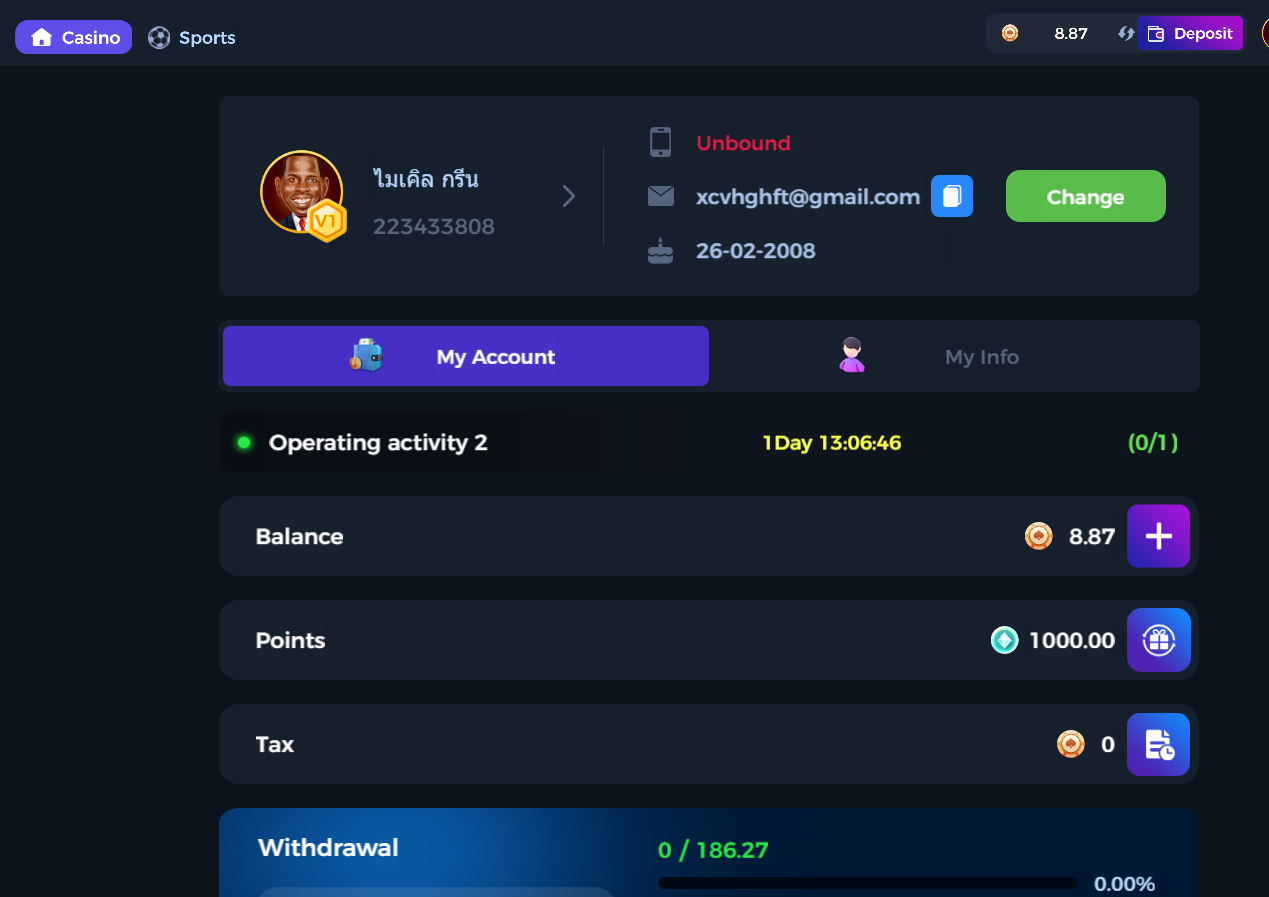 Casino
Sports
8.87
Deposit
ไมเคิล กรีน
V1
223433808
Unbound
xcvhghft@gmail.com
Change
26-02-2008
My Account
My Info
Operating activity 2
1Day 13:06:46
(0/1)
Balance
8.87
Points
1000.00
Tax
0
Withdrawal
0 / 186.27
0.00%